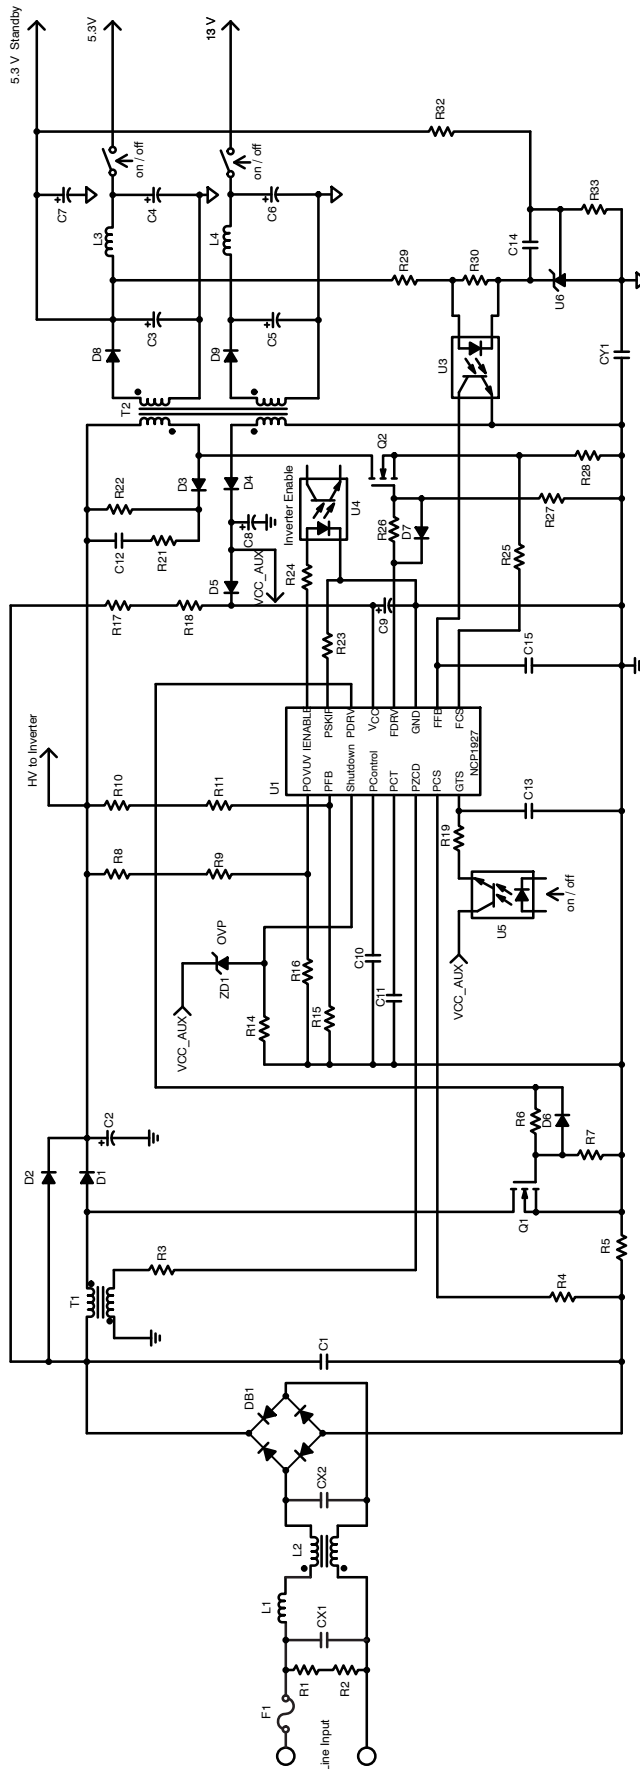 5.3 V Standby
5.3V
13 V
R32
on / off
on / off
C7
C4
C6
R33
L3
L4
C14
R29
R30
U6
C3
C5
D8
D9
U3
CY1
T2
Q2
R22
D3
D4
Inverter Enable
U4
R28
C12
R21
C8
R26
D7
R27
R24
VCC_AUX
R25
R17
R18
D5
C9
R23
C15
HV to Inverter
U1
POVUV
IENABLE
PFB
PSKIP
Shutdown
PDRV
PControl
VCC
PCT
FDRV
PZCD
GND
PCS
FFB
GTS
FCS
NCP1927
R10
R11
R8
R9
R19
C13
OVP
ZD1
R16
C10
U5
on / off
VCC_AUX
R14
R15
C11
VCC_AUX
C2
D2
D1
R6
D6
R7
Q1
R3
T1
R5
R4
C1
DB1
CX2
L2
L1
CX1
R1
R2
F1
Line Input